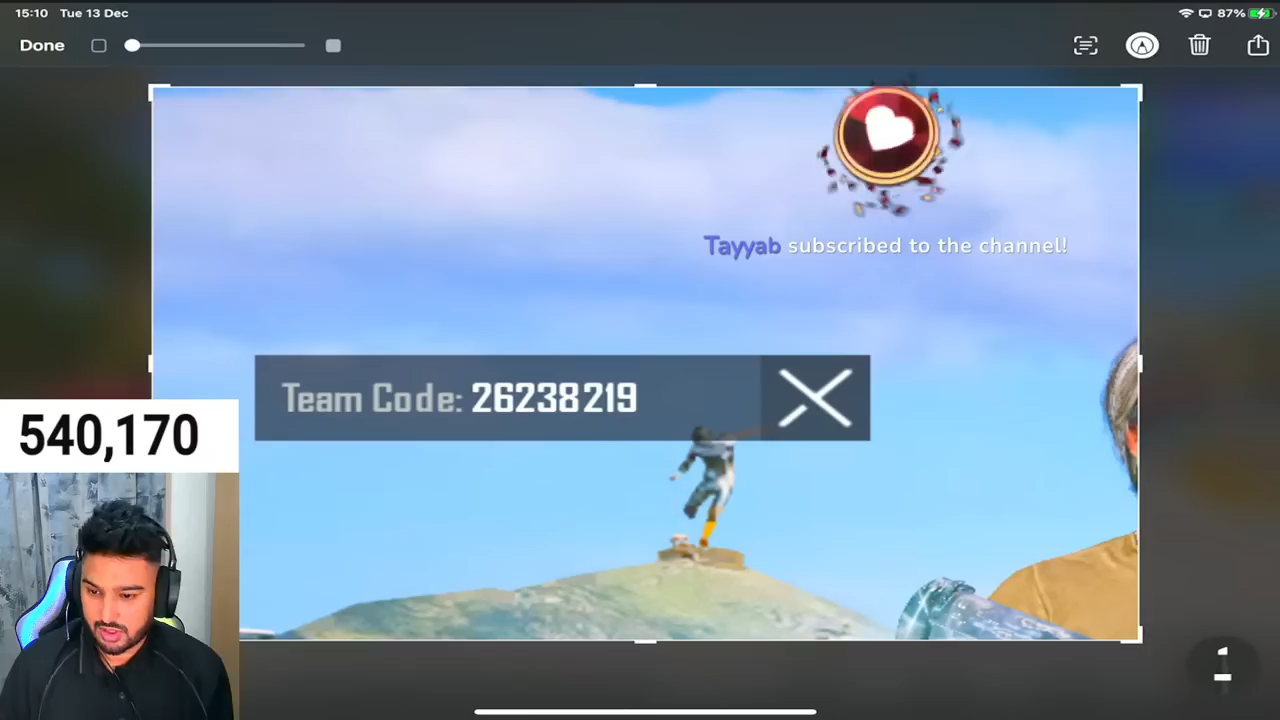 15:10 Tue 13 Dec
87%
Done
Tayyab subscribed to the channel!
Team Code: 26238219
540,170